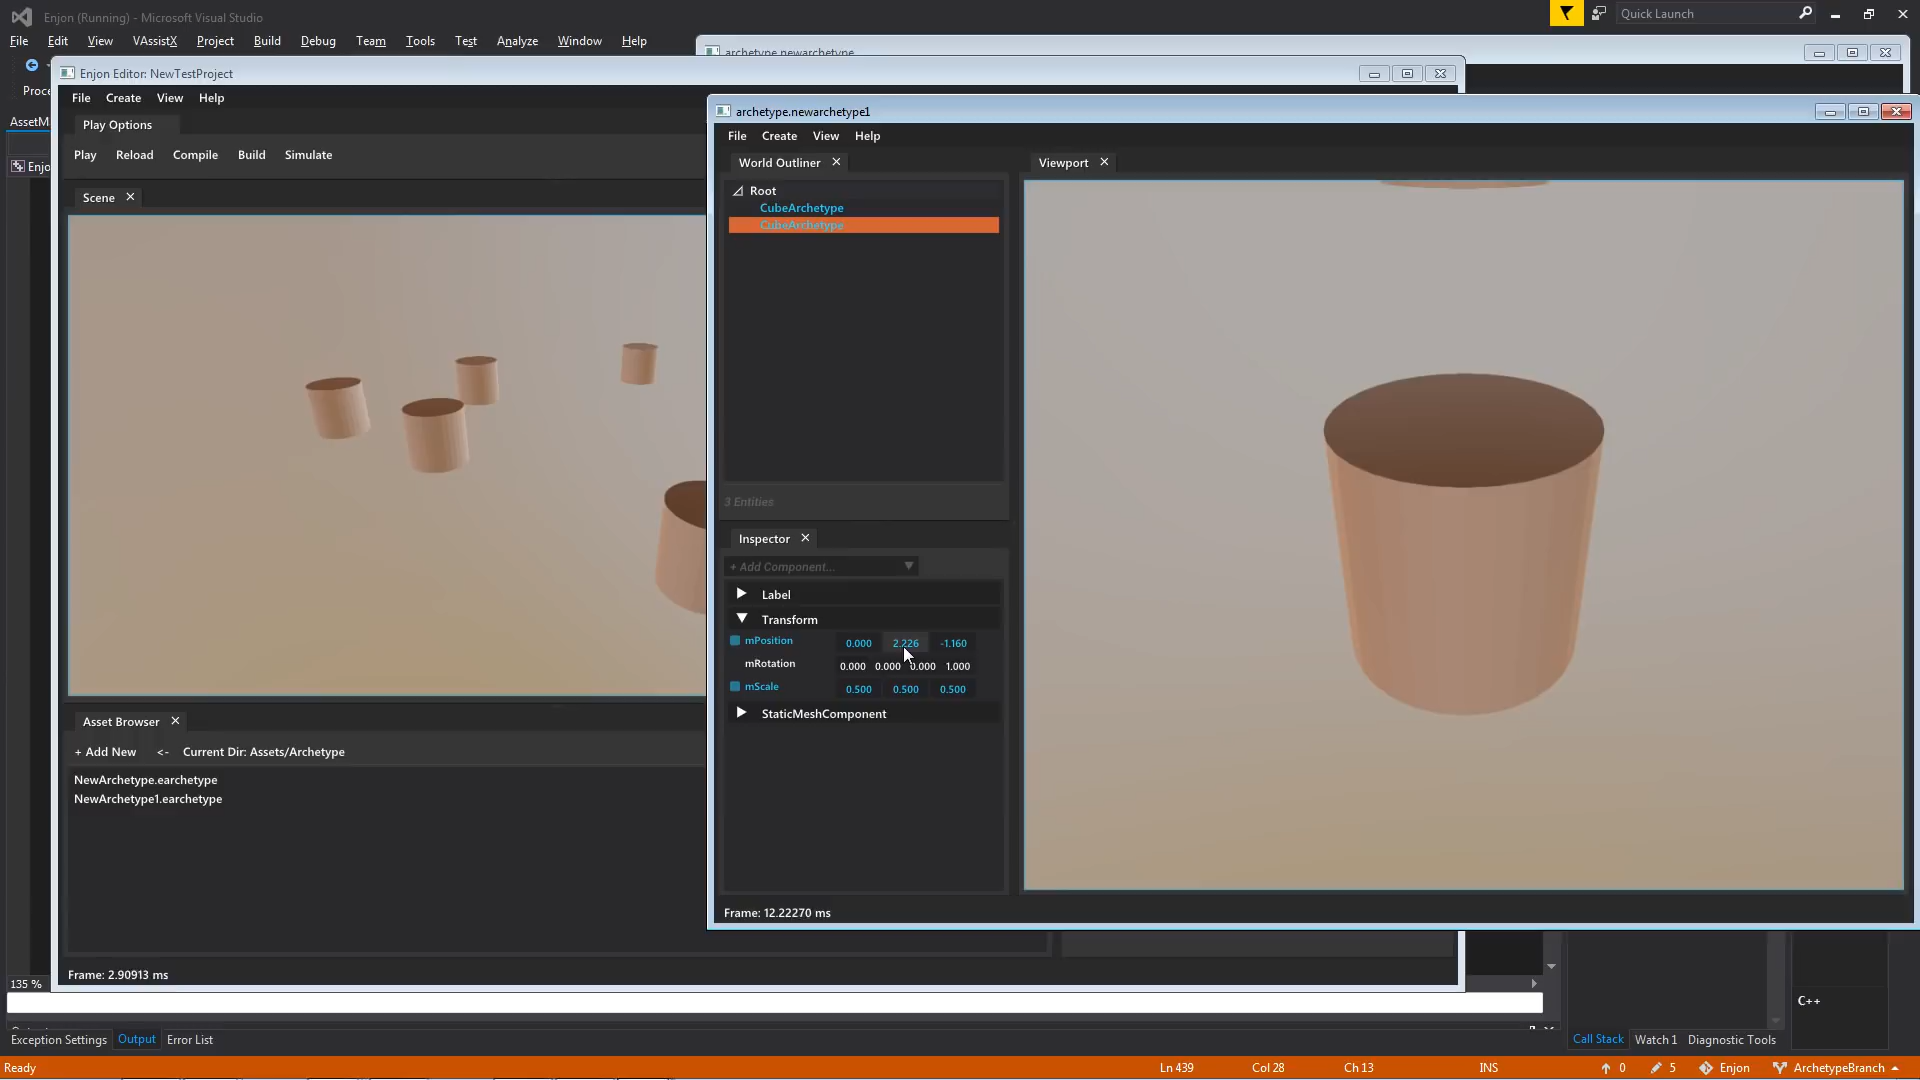 Enjon (Running) - Microsoft Visual Studio
Quick Launch
File Edit View VAssistX Project Build Debug Team Tools Test Analyze Window Help
archetype.newarchetype
Enjon Editor: NewTestProject
File Create View Help
Play Options
Play Reload Compile Build Simulate
Scene
Asset Browser
+ Add New <- Current Dir: Assets/Archetype
NewArchetype.earchetype
NewArchetype1.earchetype
Frame: 2.90913 ms
archetype.newarchetype1
File Create View Help
World Outliner
Viewport
Root
CubeArchetype
CubeArchetype
3 Entities
Inspector
+ Add Component...
Label
Transform
mPosition 0.000 2.226 -1.160
mRotation 0.000 0.000 0.000 1.000
mScale 0.500 0.500 0.500
StaticMeshComponent
Frame: 12.22270 ms
135 %
C++
Exception Settings Output Error List
Call Stack Watch 1 Diagnostic Tools
Ready Ln 439 Col 28 Ch 13 INS 0 5 Enjon ArchetypeBranch